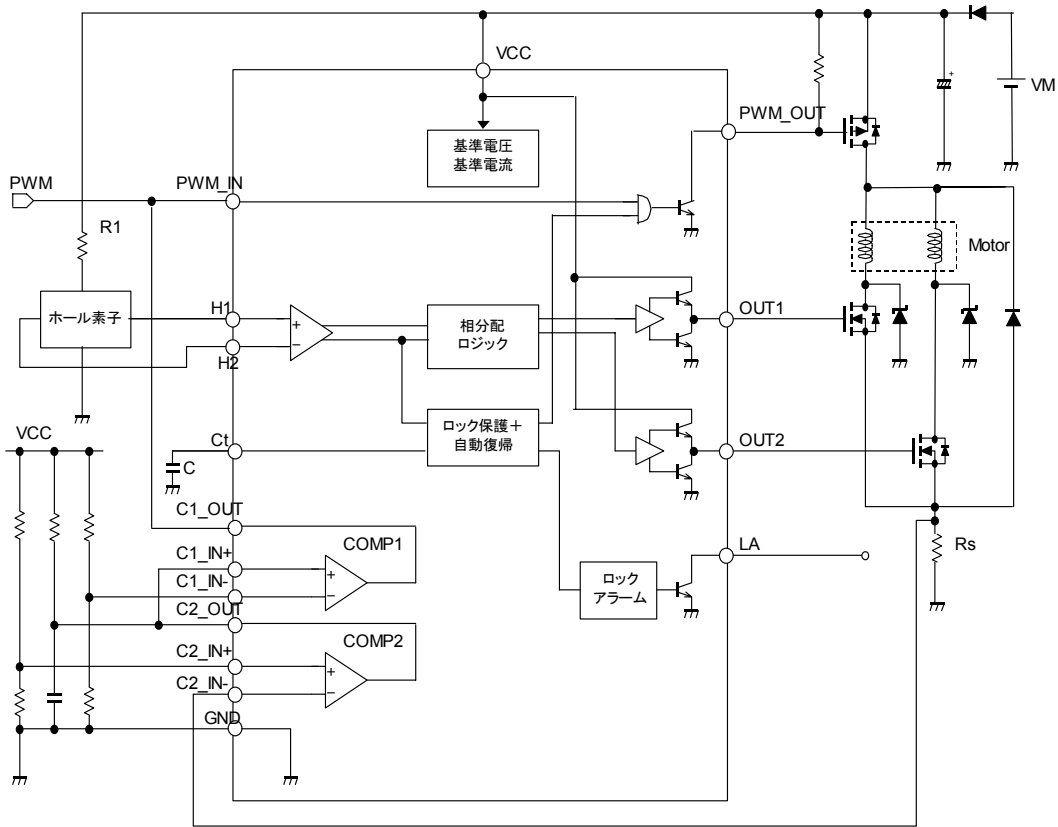 VCC
VM
PWM_OUT
基準電圧
基準電流
PWM
PWM_IN
R1
Motor
ホール素子
H1
H2
相分配
ロジック
OUT1
VCC
Ct
C
ロック保護＋
自動復帰
OUT2
C1_OUT
C1_IN+
COMP1
C1_IN-
C2_OUT
LA
Rs
ロック
アラーム
COMP2
C2_IN+
C2_IN-
GND
+
−
+
−
+
−
+